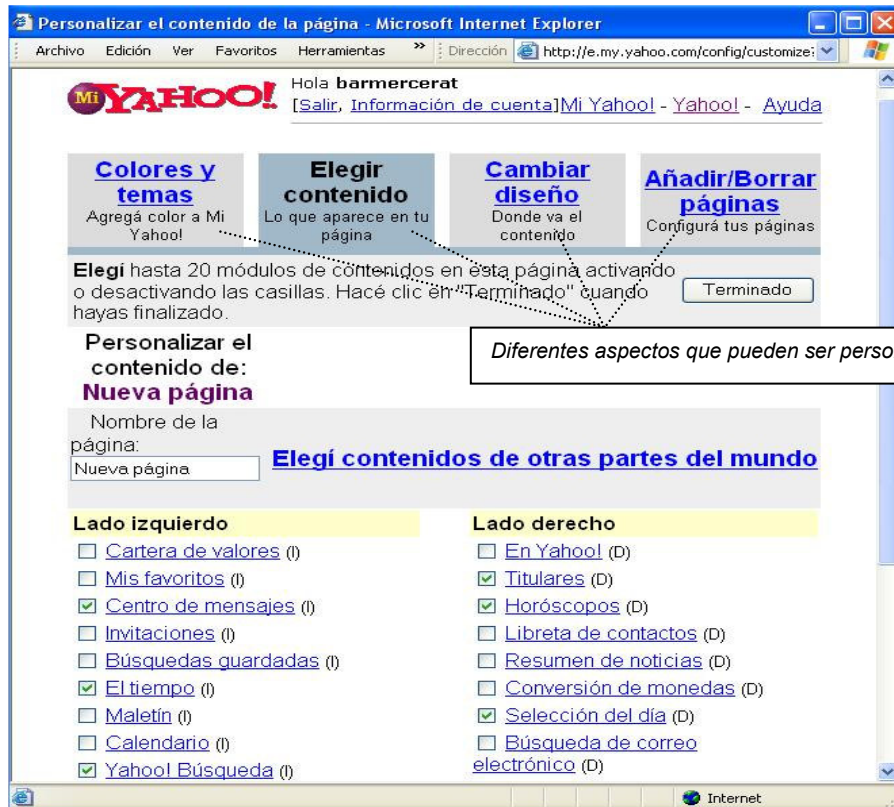 Personalizar el contenido de la página - Microsoft Internet Explorer
Archivo Edición Ver Favoritos Herramientas » Dirección http://e.my.yahoo.com/config/customize
Mi YAHOO!
Hola barmercerat
[Salir, Información de cuenta]Mi Yahoo! - Yahoo! - Ayuda
Colores y temas
Agregá color a Mi Yahoo!
Elegir contenido
Lo que aparece en tu página
Cambiar diseño
Donde va el contenido
Añadir/Borrar páginas
Configurá tus páginas
Elegí hasta 20 módulos de contenidos en esta página activando
o desactivando las casillas. Hacé clic en "Terminado" cuando
hayas finalizado.
Terminado
Diferentes aspectos que pueden ser perso
Personalizar el
contenido de:
Nueva página
Nombre de la
página:
Nueva página
Elegí contenidos de otras partes del mundo
Lado izquierdo
Cartera de valores (I)
Mis favoritos (I)
Centro de mensajes (I)
Invitaciones (I)
Búsquedas guardadas (I)
El tiempo (I)
Maletín (I)
Calendario (I)
Yahoo! Búsqueda (I)
Lado derecho
En Yahoo! (D)
Titulares (D)
Horóscopos (D)
Libreta de contactos (D)
Resumen de noticias (D)
Conversión de monedas (D)
Selección del día (D)
Búsqueda de correo
electrónico (D)
Internet